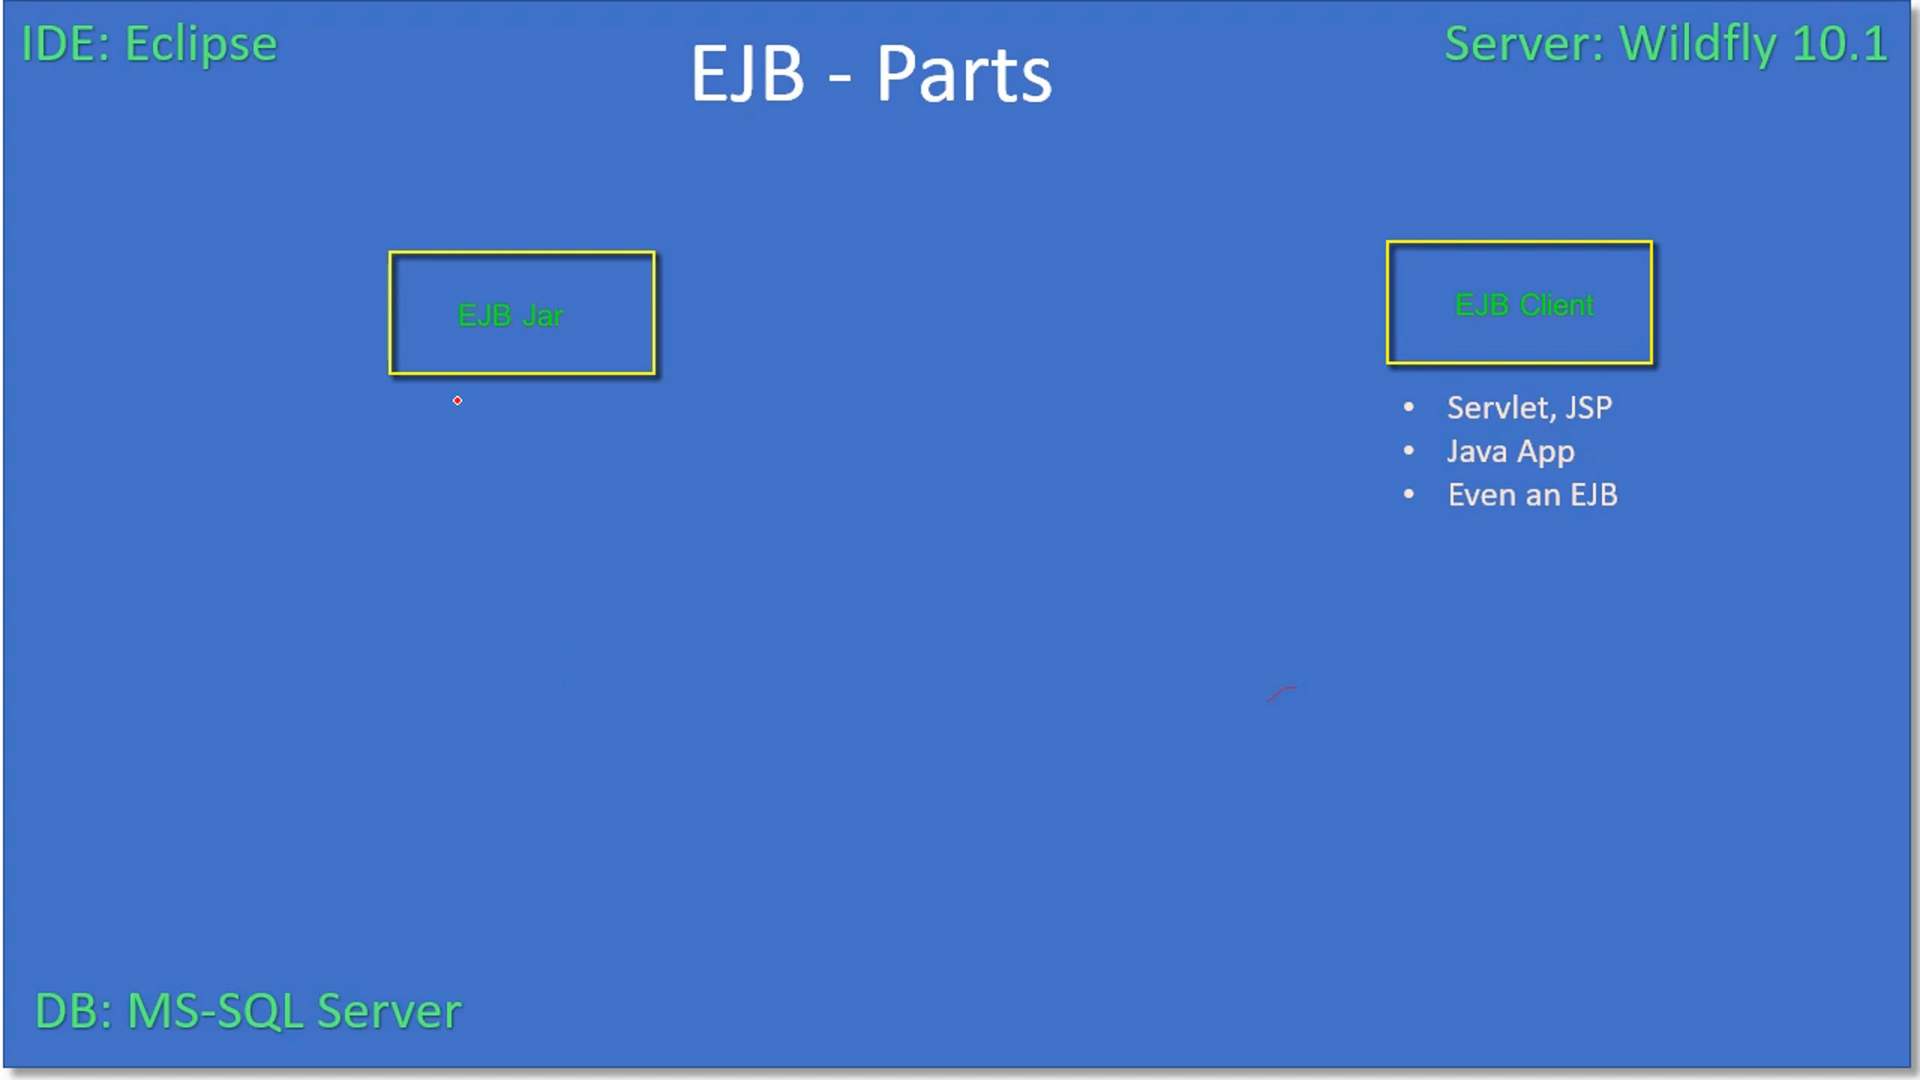 IDE: Eclipse
EJB - Parts
Server: Wildfly 10.1
EJB Jar
EJB Client
• Servlet, JSP
• Java App
• Even an EJB
DB: MS-SQL Server